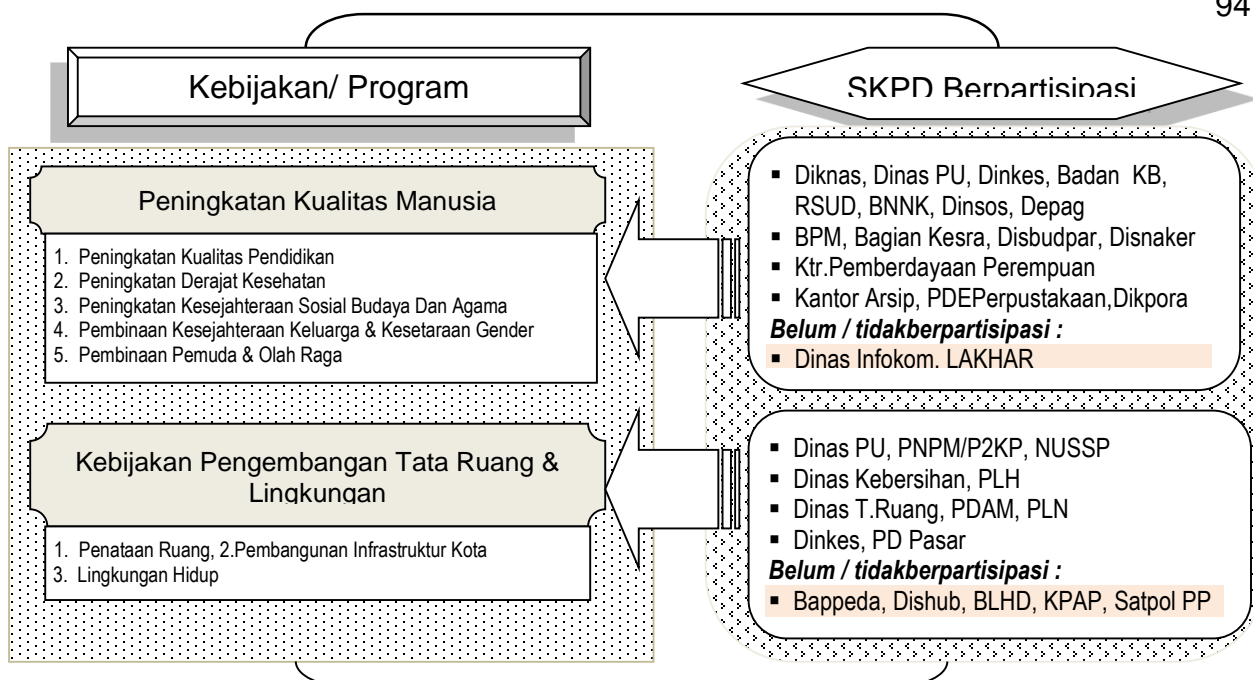 94
Kebijakan/ Program
SKPD Berpartisipasi
Peningkatan Kualitas Manusia
1. Peningkatan Kualitas Pendidikan
2. Peningkatan Derajat Kesehatan
3. Peningkatan Kesejahteraan Sosial Budaya Dan Agama
4. Pembinaan Kesejahteraan Keluarga & Kesetaraan Gender
5. Pembinaan Pemuda & Olah Raga
▪ Diknas, Dinas PU, Dinkes, Badan KB,
RSUD, BNNK, Dinsos, Depag
▪ BPM, Bagian Kesra, Disbudpar, Disnaker
▪ Ktr.Pemberdayaan Perempuan
▪ Kantor Arsip, PDEPerpustakaan,Dikpora
Belum / tidakberpartisipasi :
▪ Dinas Infokom. LAKHAR
Kebijakan Pengembangan Tata Ruang &
Lingkungan
1. Penataan Ruang, 2.Pembangunan Infrastruktur Kota
3. Lingkungan Hidup
▪ Dinas PU, PNPM/P2KP, NUSSP
▪ Dinas Kebersihan, PLH
▪ Dinas T.Ruang, PDAM, PLN
▪ Dinkes, PD Pasar
Belum / tidakberpartisipasi :
▪ Bappeda, Dishub, BLHD, KPAP, Satpol PP